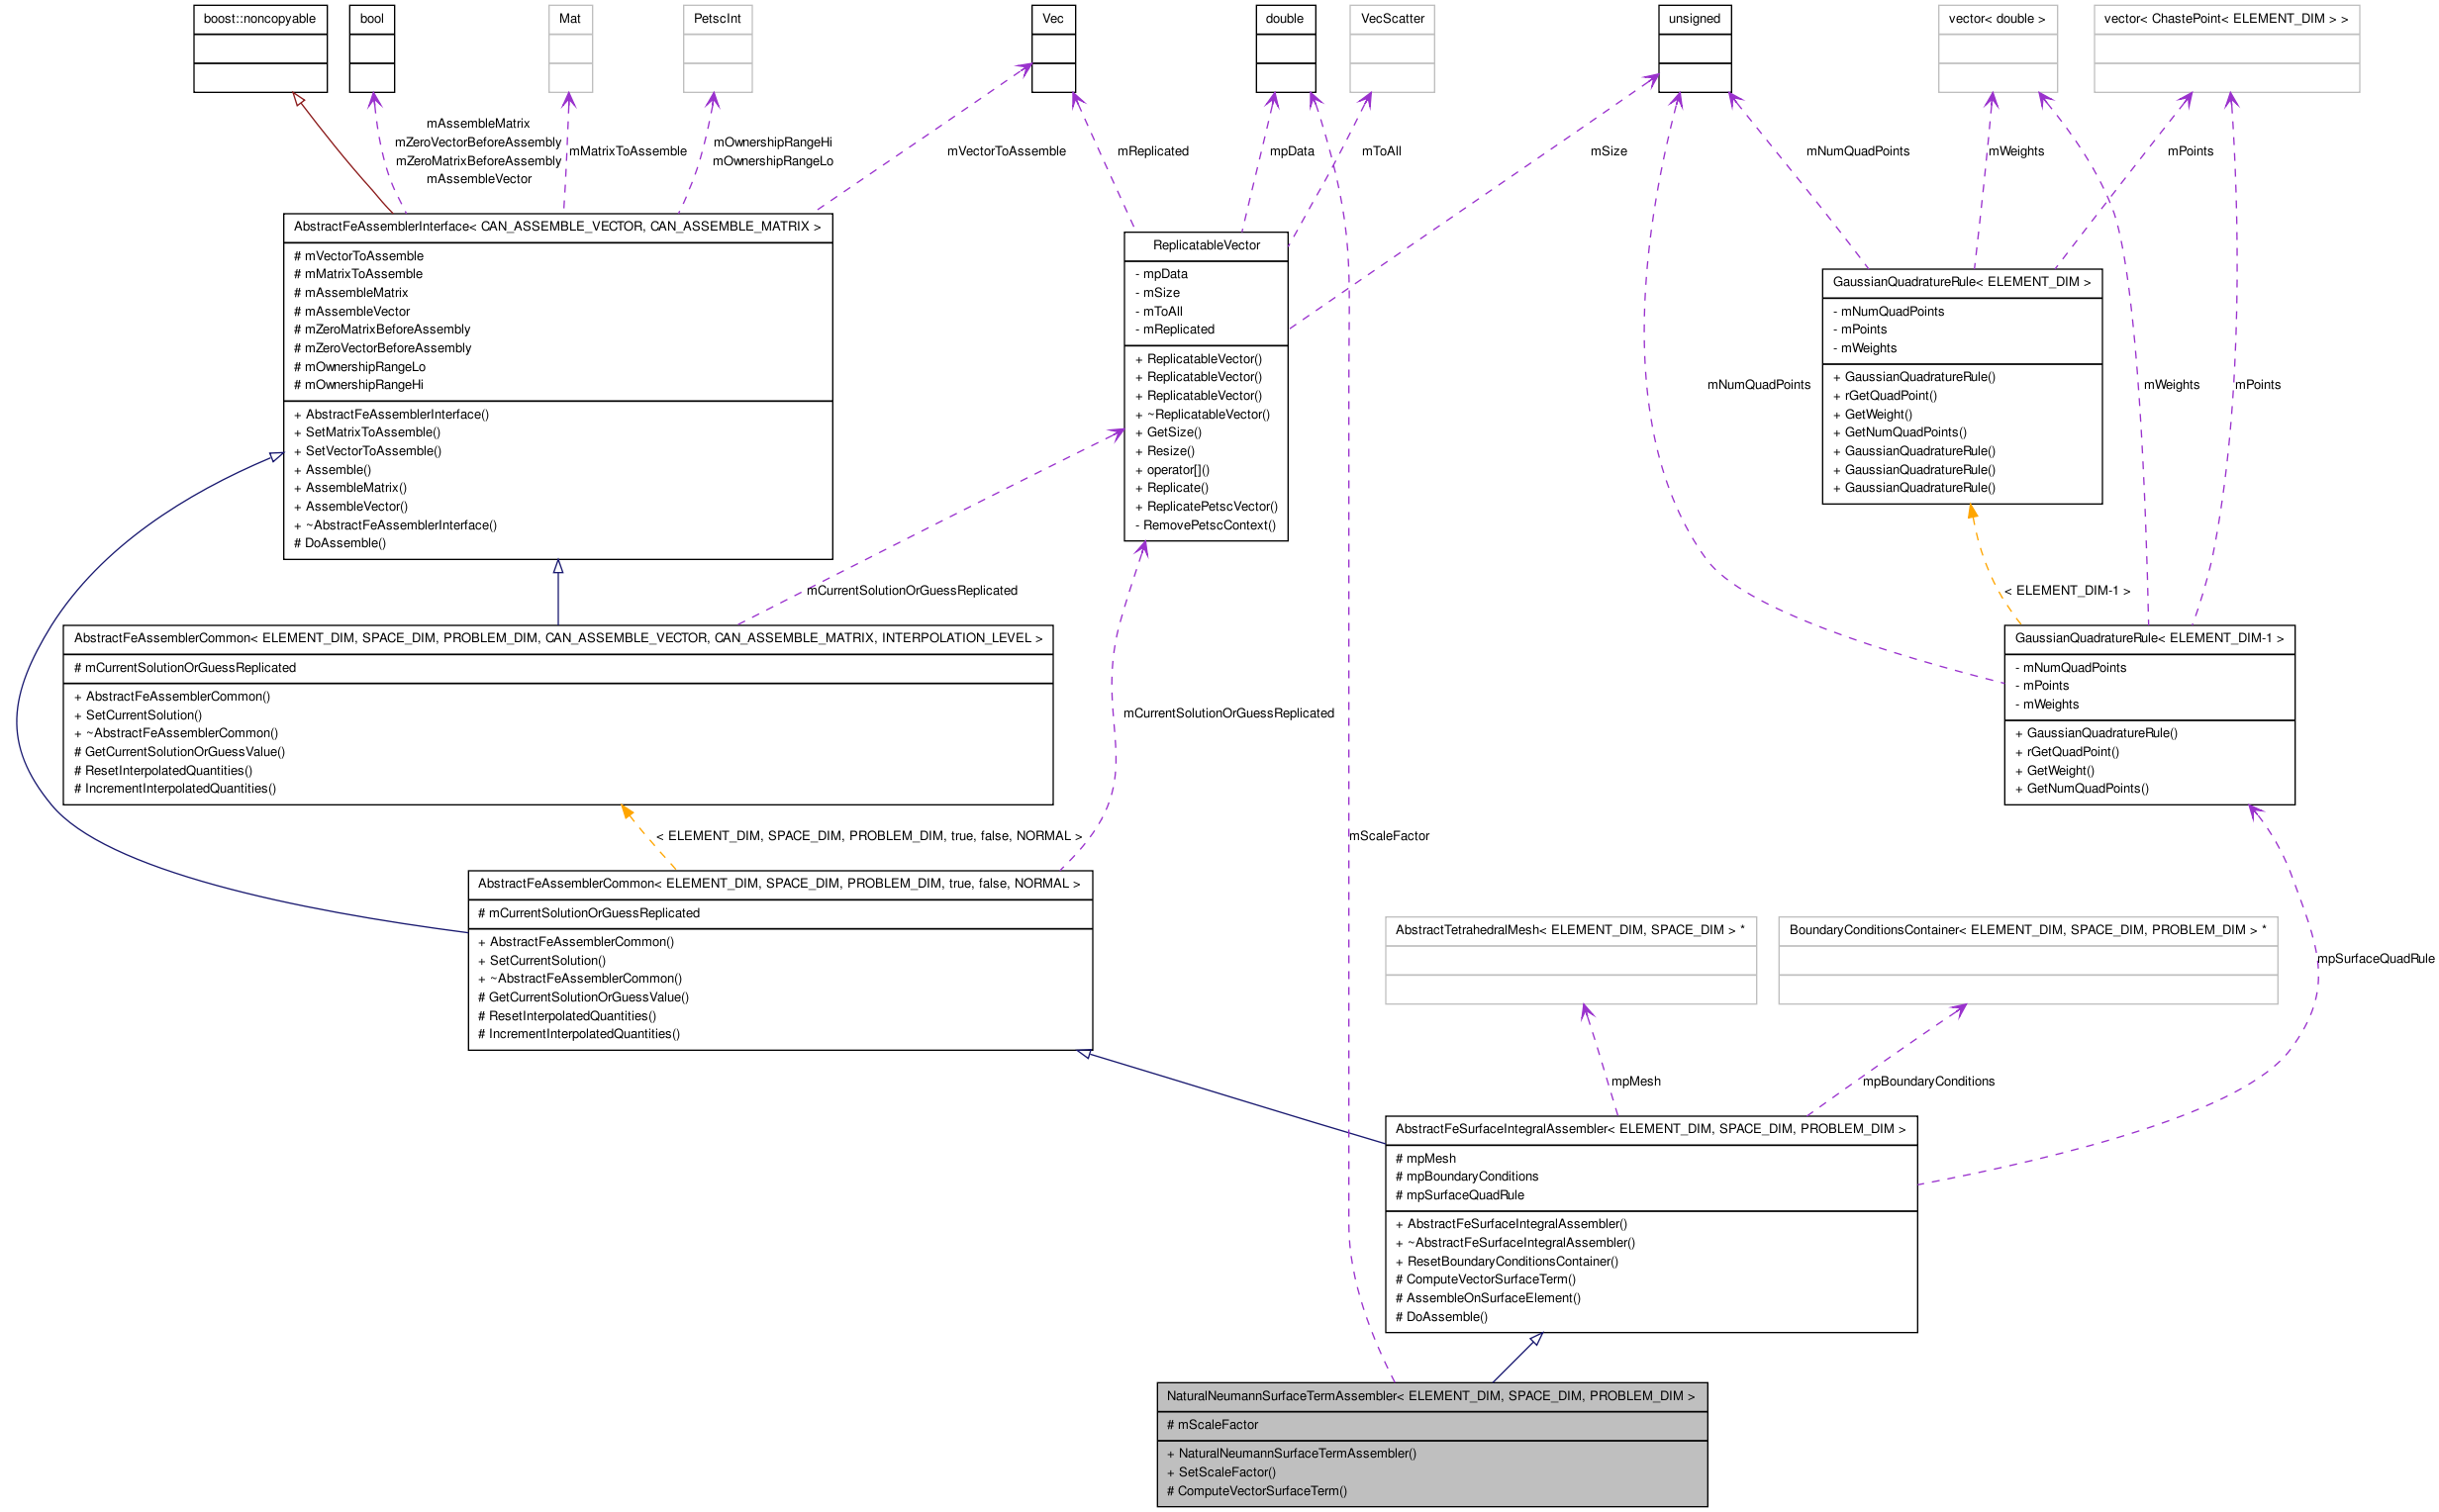 boost::noncopyable
bool
Mat
PetscInt
Vec
double
VecScatter
unsigned
vector< double >
vector< ChastePoint< ELEMENT_DIM > >
mAssembleMatrix
mZeroVectorBeforeAssembly
mZeroMatrixBeforeAssembly
mAssembleVector
mMatrixToAssemble
mOwnershipRangeHi
mOwnershipRangeLo
mVectorToAssemble
mReplicated
mpData
mToAll
mSize
mNumQuadPoints
mWeights
mPoints
AbstractFeAssemblerInterface< CAN_ASSEMBLE_VECTOR, CAN_ASSEMBLE_MATRIX >
# mVectorToAssemble
# mMatrixToAssemble
# mAssembleMatrix
# mAssembleVector
# mZeroMatrixBeforeAssembly
# mZeroVectorBeforeAssembly
# mOwnershipRangeLo
# mOwnershipRangeHi
+ AbstractFeAssemblerInterface()
+ SetMatrixToAssemble()
+ SetVectorToAssemble()
+ Assemble()
+ AssembleMatrix()
+ AssembleVector()
+ ~AbstractFeAssemblerInterface()
# DoAssemble()
ReplicatableVector
- mpData
- mSize
- mToAll
- mReplicated
+ ReplicatableVector()
+ ReplicatableVector()
+ ReplicatableVector()
+ ~ReplicatableVector()
+ GetSize()
+ Resize()
+ operator[]()
+ Replicate()
+ ReplicatePetscVector()
- RemovePetscContext()
GaussianQuadratureRule< ELEMENT_DIM >
- mNumQuadPoints
- mPoints
- mWeights
+ GaussianQuadratureRule()
+ rGetQuadPoint()
+ GetWeight()
+ GetNumQuadPoints()
+ GaussianQuadratureRule()
+ GaussianQuadratureRule()
+ GaussianQuadratureRule()
mNumQuadPoints
mWeights
mPoints
mCurrentSolutionOrGuessReplicated
< ELEMENT_DIM-1 >
AbstractFeAssemblerCommon< ELEMENT_DIM, SPACE_DIM, PROBLEM_DIM, CAN_ASSEMBLE_VECTOR, CAN_ASSEMBLE_MATRIX, INTERPOLATION_LEVEL >
# mCurrentSolutionOrGuessReplicated
+ AbstractFeAssemblerCommon()
+ SetCurrentSolution()
+ ~AbstractFeAssemblerCommon()
# GetCurrentSolutionOrGuessValue()
# ResetInterpolatedQuantities()
# IncrementInterpolatedQuantities()
GaussianQuadratureRule< ELEMENT_DIM-1 >
- mNumQuadPoints
- mPoints
- mWeights
+ GaussianQuadratureRule()
+ rGetQuadPoint()
+ GetWeight()
+ GetNumQuadPoints()
mCurrentSolutionOrGuessReplicated
< ELEMENT_DIM, SPACE_DIM, PROBLEM_DIM, true, false, NORMAL >
mScaleFactor
AbstractFeAssemblerCommon< ELEMENT_DIM, SPACE_DIM, PROBLEM_DIM, true, false, NORMAL >
# mCurrentSolutionOrGuessReplicated
+ AbstractFeAssemblerCommon()
+ SetCurrentSolution()
+ ~AbstractFeAssemblerCommon()
# GetCurrentSolutionOrGuessValue()
# ResetInterpolatedQuantities()
# IncrementInterpolatedQuantities()
AbstractTetrahedralMesh< ELEMENT_DIM, SPACE_DIM > *
BoundaryConditionsContainer< ELEMENT_DIM, SPACE_DIM, PROBLEM_DIM > *
mpSurfaceQuadRule
mpMesh
mpBoundaryConditions
AbstractFeSurfaceIntegralAssembler< ELEMENT_DIM, SPACE_DIM, PROBLEM_DIM >
# mpMesh
# mpBoundaryConditions
# mpSurfaceQuadRule
+ AbstractFeSurfaceIntegralAssembler()
+ ~AbstractFeSurfaceIntegralAssembler()
+ ResetBoundaryConditionsContainer()
# ComputeVectorSurfaceTerm()
# AssembleOnSurfaceElement()
# DoAssemble()
NaturalNeumannSurfaceTermAssembler< ELEMENT_DIM, SPACE_DIM, PROBLEM_DIM >
# mScaleFactor
+ NaturalNeumannSurfaceTermAssembler()
+ SetScaleFactor()
# ComputeVectorSurfaceTerm()